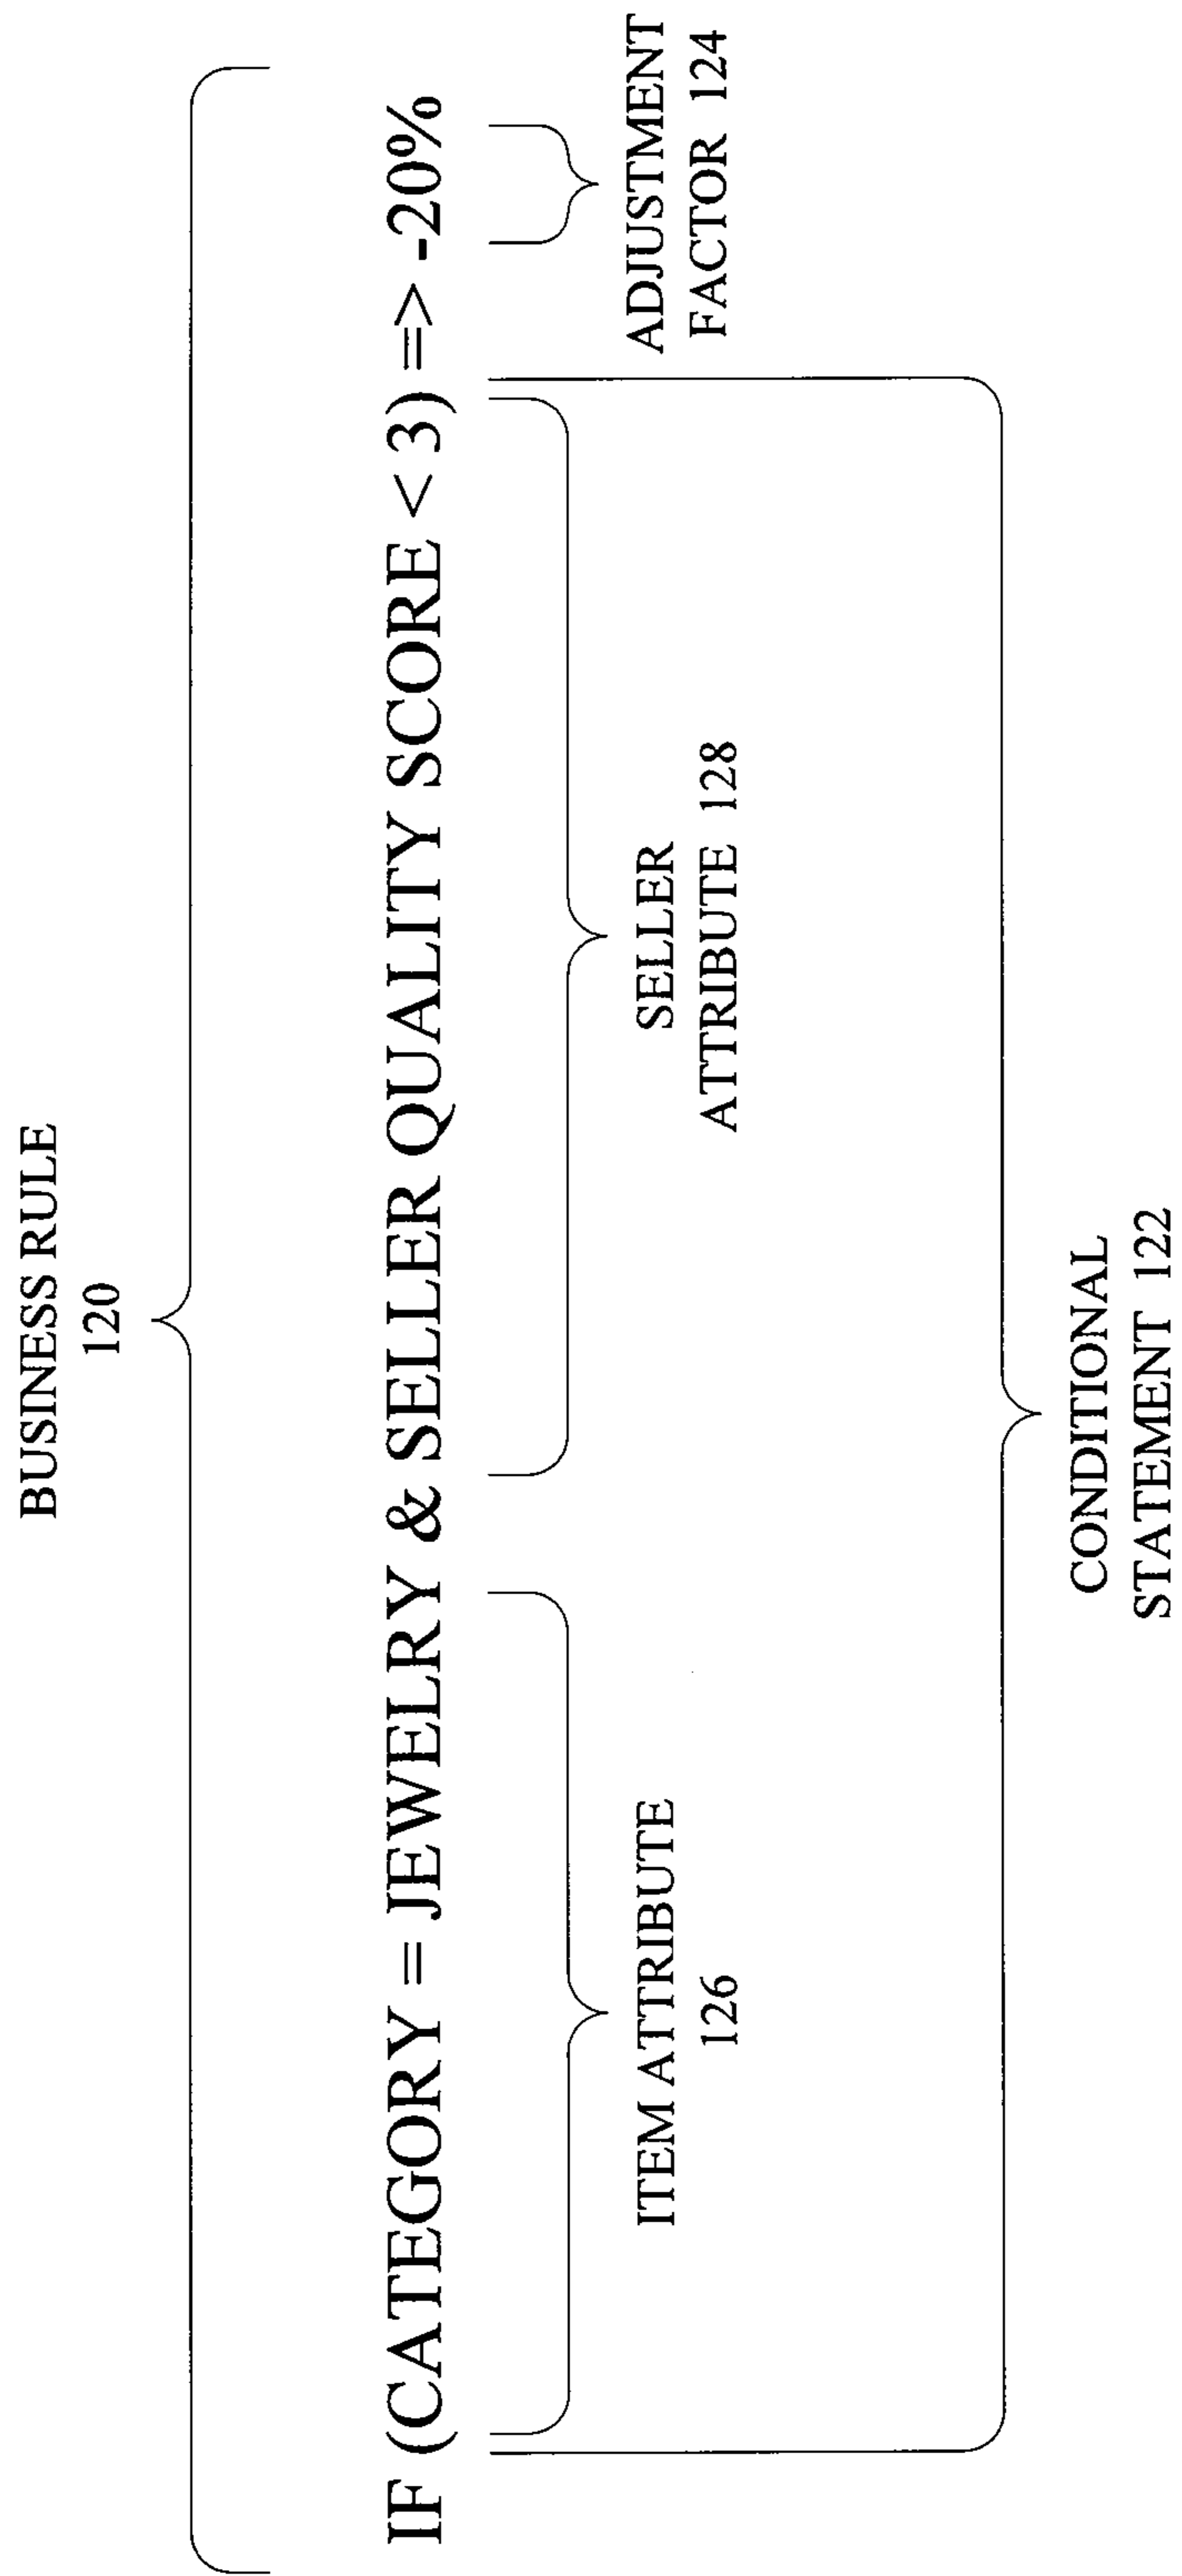 BUSINESS RULE
120
IF (CATEGORY = JEWELRY & SELLER QUALITY SCORE < 3) => -20%
ITEM ATTRIBUTE
126
SELLER
ATTRIBUTE 128
ADJUSTMENT
FACTOR 124
CONDITIONAL
STATEMENT 122